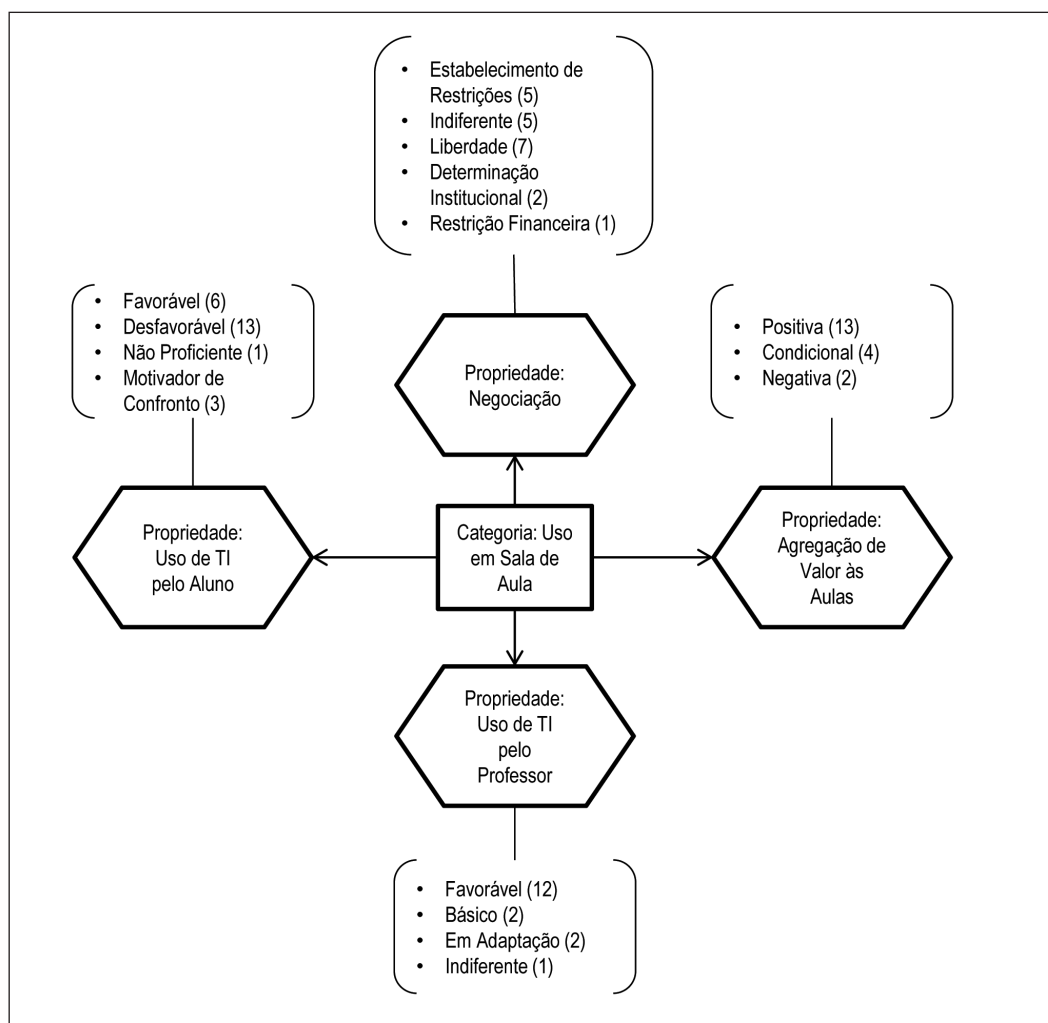 • Estabelecimento de
Restrições (5)
• Indiferente (5)
• Liberdade (7)
• Determinação
Institucional (2)
• Restrição Financeira (1)
• Favorável (6)
• Desfavorável (13)
• Não Proficiente (1)
• Motivador de
Confronto (3)
Propriedade:
Negociação
• Positiva (13)
• Condicional (4)
• Negativa (2)
Propriedade:
Uso de TI
pelo Aluno
Categoria: Uso
em Sala de
Aula
Propriedade:
Agregação de
Valor às
Aulas
Propriedade:
Uso de TI
pelo
Professor
• Favorável (12)
• Básico (2)
• Em Adaptação (2)
• Indiferente (1)